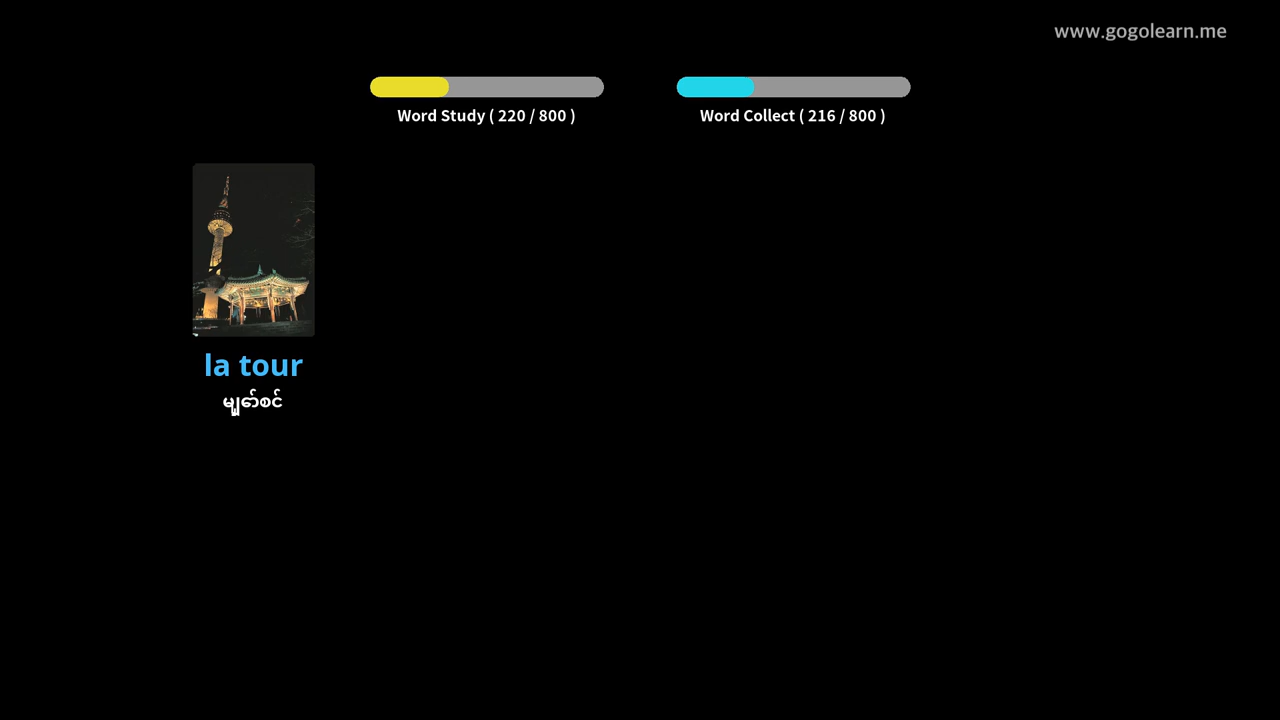 www.gogolearn.me
Word Study ( 220 / 800 )
Word Collect ( 216 / 800 )
la tour
မျှော်စင်